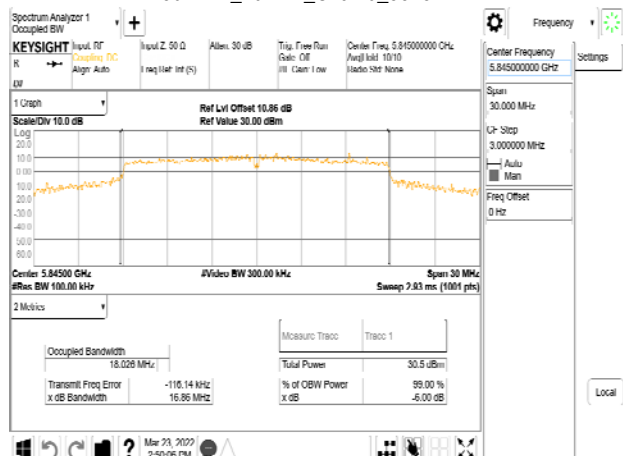 Spectrum Analyzer 1
Occupied BW
Frequency
KEYSIGHT
Input: RF
Coupling: DC
Align: Auto
Input Z: 50 Ω
Freq Ref: Int (S)
Atten: 30 dB
Trig: Free Run
Gate: Off
#IF Gain: Low
Center Freq: 5.845000000 GHz
Avg|Hold: 10/10
Radio Std: None
Center Frequency
5.845000000 GHz
Settings
Span
30.000 MHz
CF Step
3.000000 MHz
Auto
Man
Freq Offset
0 Hz
Local
1 Graph
Scale/Div 10.0 dB
Ref Lvl Offset 10.86 dB
Ref Value 30.00 dBm
Log
20.0
10.0
0.00
-10.0
-20.0
-30.0
-40.0
-50.0
-60.0
Center 5.84500 GHz
#Res BW 100.00 kHz
#Video BW 300.00 kHz
Span 30 MHz
Sweep 2.93 ms (1001 pts)
2 Metrics
Measure Trace
Trace 1
Occupied Bandwidth
18.026 MHz
Total Power
30.5 dBm
Transmit Freq Error
-116.14 kHz
% of OBW Power
99.00 %
x dB Bandwidth
16.86 MHz
x dB
-6.00 dB
Mar 23, 2022
2:50:06 PM